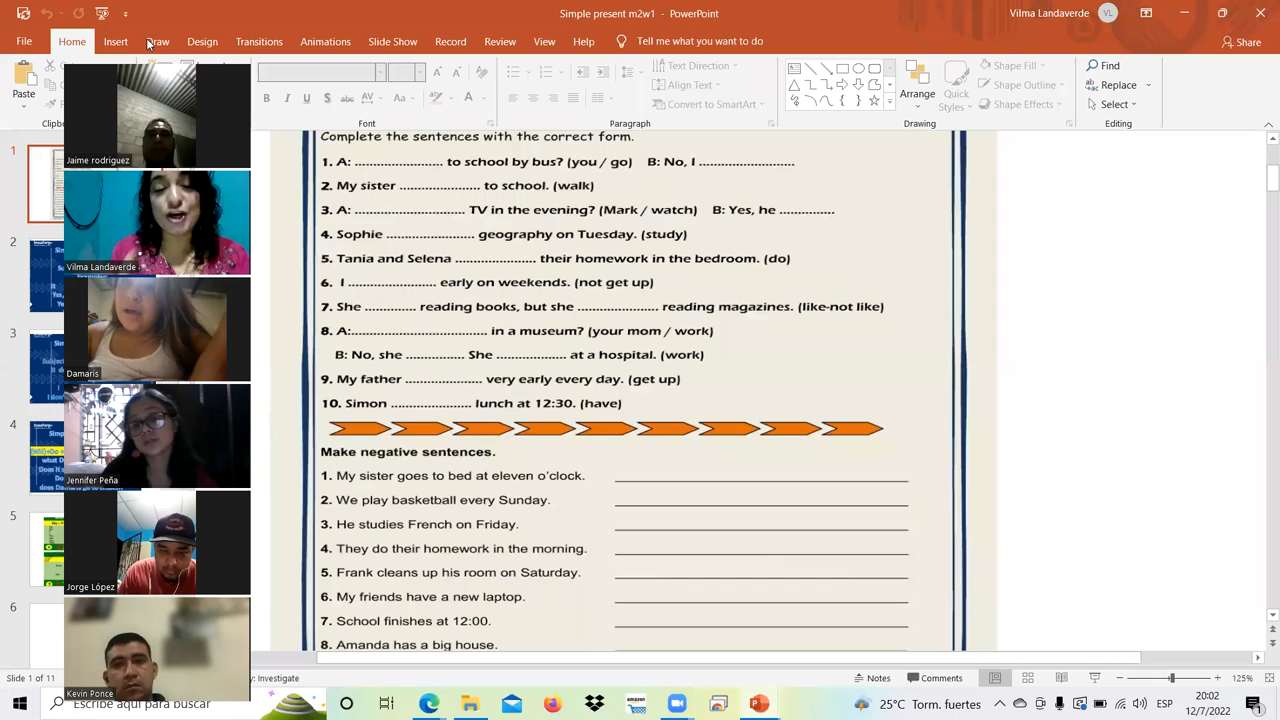 Vilma Landaverde
VL
File Home Insert Draw Design Transitions Animations Slide Show Record Review View Help Tell me what you want to do
Share
Paste
Text Direction
Align Text
Convert to SmartArt
Arrange
Quick Styles
Shape Fill
Shape Outline
Shape Effects
Find
Replace
Select
Font Paragraph Drawing Editing
Jaime rodriguez
Vilma Landaverde
Damaris
Jennifer Peña
Jorge López
Kevin Ponce
Complete the sentences with the correct form.
1. A: ........................ to school by bus? (you / go) B: No, I ..........................
2. My sister ..................... to school. (walk)
3. A: ............................. TV in the evening? (Mark / watch) B: Yes, he ...............
4. Sophie ........................ geography on Tuesday. (study)
5. Tania and Selena ...................... their homework in the bedroom. (do)
6. I ........................ early on weekends. (not get up)
7. She .............. reading books, but she ...................... reading magazines. (like-not like)
8. A:..................................... in a museum? (your mom / work)
B: No, she ................ She ................... at a hospital. (work)
9. My father ..................... very early every day. (get up)
10. Simon ...................... lunch at 12:30. (have)
Make negative sentences.
1. My sister goes to bed at eleven o'clock.
2. We play basketball every Sunday.
3. He studies French on Friday.
4. They do their homework in the morning.
5. Frank cleans up his room on Saturday.
6. My friends have a new laptop.
7. School finishes at 12:00.
8. Amanda has a big house.
Slide 1 of 11
y: Investigate
Notes
Comments
125%
Escribe aquí para buscar
amazon
25°C Torm. fuertes
20:02
12/7/2022
1